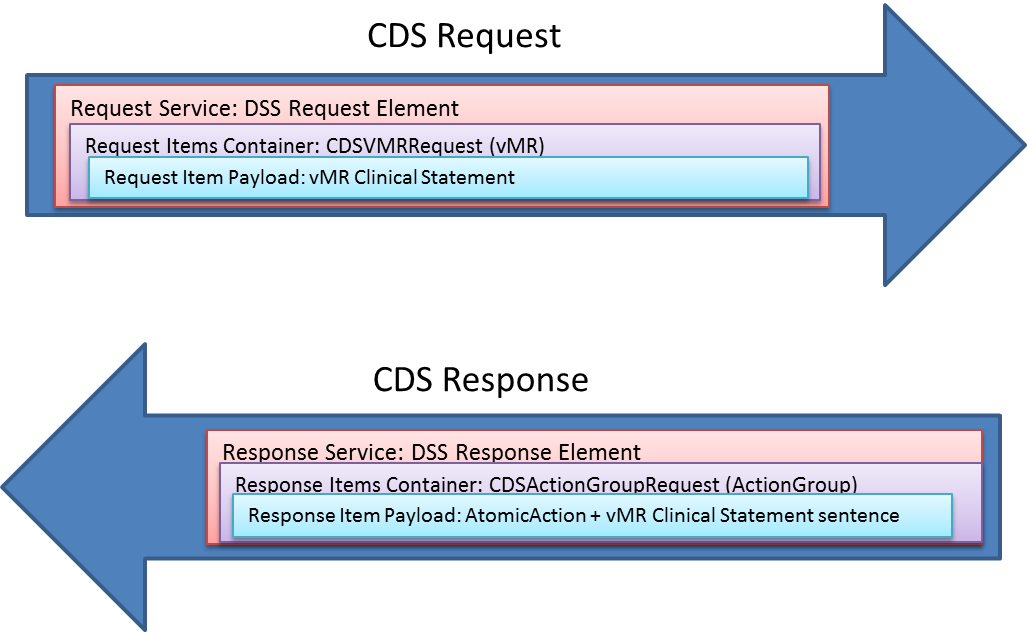 CDS Request
Request Service: DSS Request Element
Request Items Container: CDSVMRRequest (vMR)
Request Item Payload: vMR Clinical Statement
CDS Response
Response Service: DSS Response Element
Response Items Container: CDSActionGroupRequest (ActionGroup)
Response Item Payload: AtomicAction + vMR Clinical Statement sentence